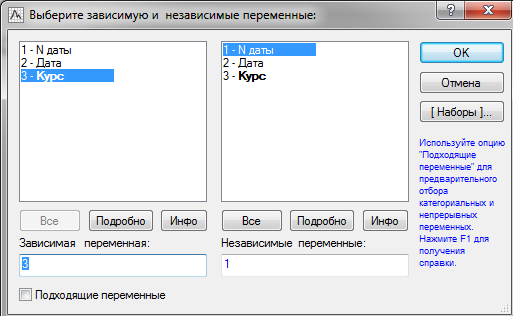 Выберите зависимую и независимые переменные:
1 - N даты
2 - Дата
3 - Курс
1 - N даты
2 - Дата
3 - Курс
OK
Отмена
[ Наборы ]...
Используйте опцию
"Подходящие
переменные" для
предварительного
отбора
категориальных и
непрерывных
переменных.
Нажмите F1 для
получения
справки.
Все Подробно Инфо Все Подробно Инфо
Зависимая переменная: Независимые переменные:
3 1
Подходящие переменные